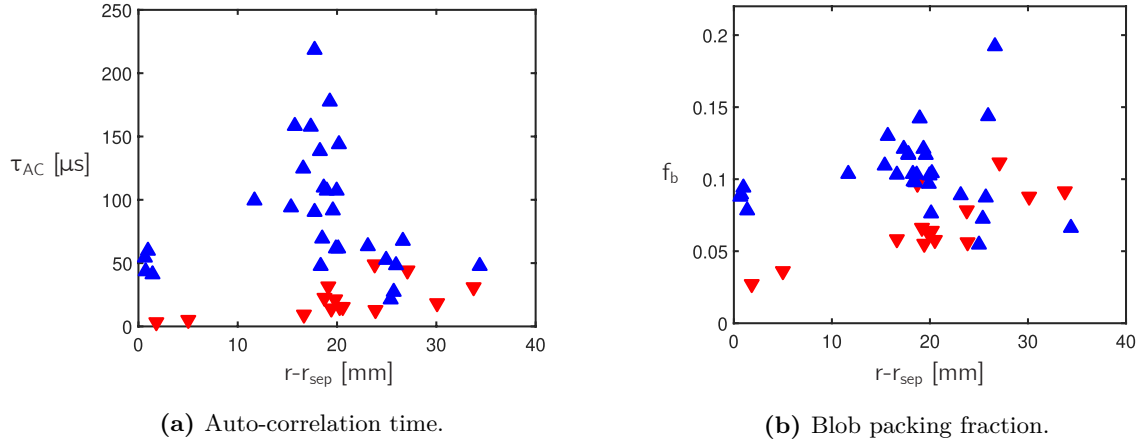 250
200
150
100
50
0
τAC [μs]
0 10 20 30 40
r-rsep [mm]
(a) Auto-correlation time.
0.2
0.15
0.1
0.05
0
fb
0 10 20 30 40
r-rsep [mm]
(b) Blob packing fraction.